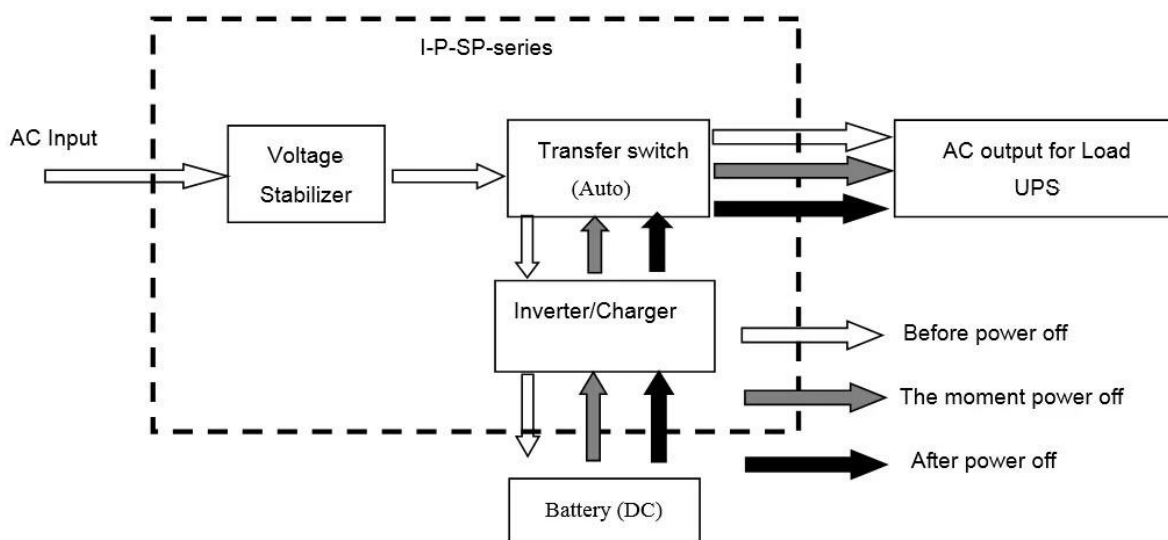 I-P-SP-series
AC Input
Voltage
Stabilizer
Transfer switch
(Auto)
AC output for Load
UPS
Inverter/Charger
Before power off
The moment power off
After power off
Battery (DC)